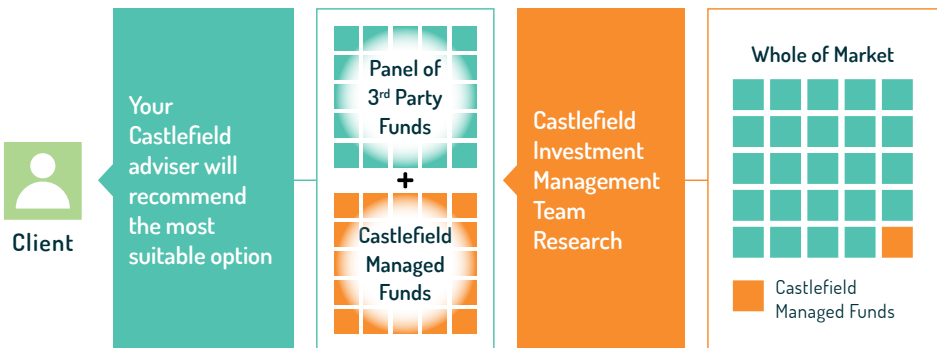 Client
Your
Castlefield
adviser will
recommend
the most
suitable option
Panel of
3rd Party
Funds
+
Castlefield
Managed
Funds
Castlefield
Investment
Management
Team
Research
Whole of Market
Castlefield
Managed Funds